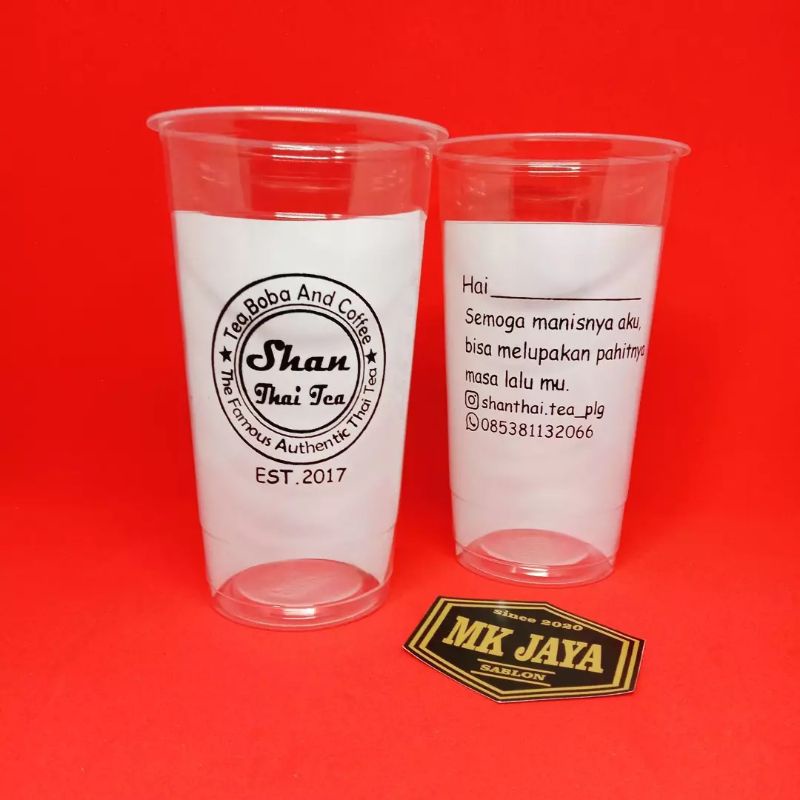 Tea,Boba And Coffee
Shan
Thai Tea
The Famous Authentic Thai Tea
EST.2017
Hai_______________
Semoga manisnya aku,
bisa melupakan pahitnya
masa lalu mu.
shanthai.tea_plg
085381132066
since 2020
MK JAYA
SABLON